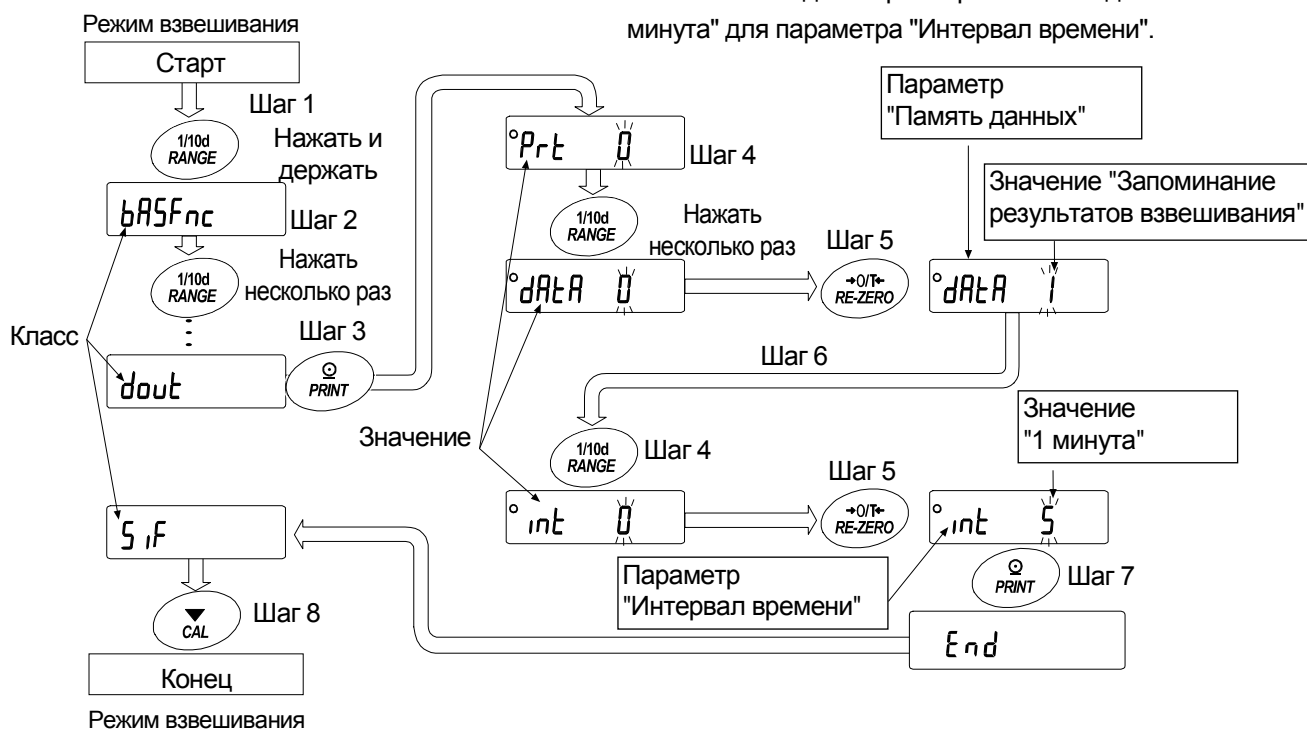 минута" для параметра "Интервал времени".
Режим взвешивания
Старт
Шаг 1
1/10d
RANGE
Нажать и
держать
bASFnc
Шаг 2
1/10d
RANGE
Нажать
несколько раз
Класс
dout
Шаг 3
PRINT
Prt 0
Шаг 4
1/10d
RANGE
Нажать
несколько раз
dAtA 0
Шаг 5
→0/T←
RE-ZERO
Параметр
"Память данных"
Значение "Запоминание
результатов взвешивания"
dAtA 1
Шаг 6
Значение
1/10d
RANGE
Шаг 4
int 0
Шаг 5
→0/T←
RE-ZERO
Значение
"1 минута"
int 5
Параметр
"Интервал времени"
PRINT
Шаг 7
End
SiF
CAL
Шаг 8
Конец
Режим взвешивания